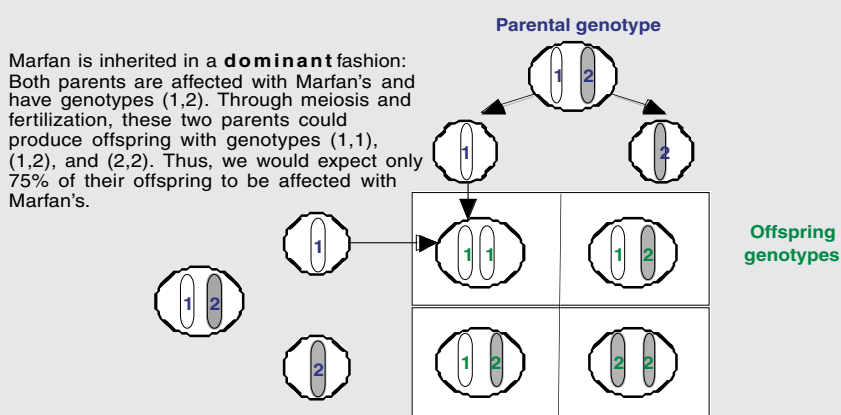 Parental genotype
Marfan is inherited in a dominant fashion:
Both parents are affected with Marfan's and
have genotypes (1,2). Through meiosis and
fertilization, these two parents could
produce offspring with genotypes (1,1),
(1,2), and (2,2). Thus, we would expect only
75% of their offspring to be affected with
Marfan's.
1 2
1 2
Offspring
genotypes
1
1 1
1 2
1 2
2
1 2
2 2